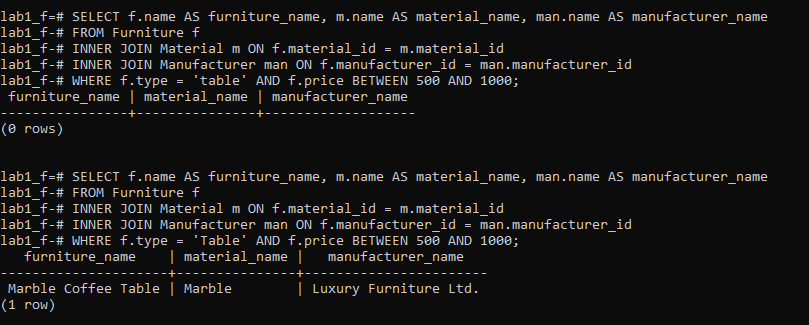 lab1_f=# SELECT f.name AS furniture_name, m.name AS material_name, man.name AS manufacturer_name
lab1_f-# FROM Furniture f
lab1_f-# INNER JOIN Material m ON f.material_id = m.material_id
lab1_f-# INNER JOIN Manufacturer man ON f.manufacturer_id = man.manufacturer_id
lab1_f-# WHERE f.type = 'table' AND f.price BETWEEN 500 AND 1000;
 furniture_name | material_name | manufacturer_name
----------------+---------------+-------------------
(0 rows)
lab1_f=# SELECT f.name AS furniture_name, m.name AS material_name, man.name AS manufacturer_name
lab1_f-# FROM Furniture f
lab1_f-# INNER JOIN Material m ON f.material_id = m.material_id
lab1_f-# INNER JOIN Manufacturer man ON f.manufacturer_id = man.manufacturer_id
lab1_f-# WHERE f.type = 'Table' AND f.price BETWEEN 500 AND 1000;
   furniture_name    | material_name |   manufacturer_name
---------------------+---------------+-----------------------
 Marble Coffee Table | Marble        | Luxury Furniture Ltd.
(1 row)